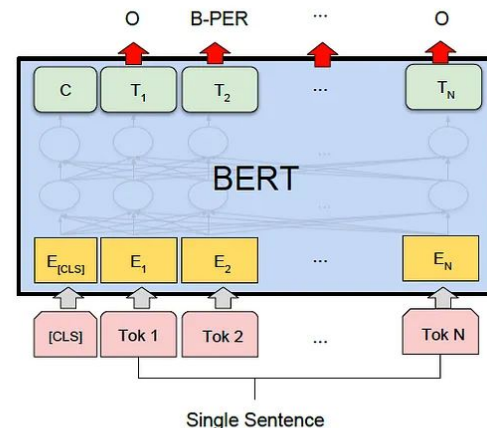 O B-PER ... O
C T1 T2 ... TN
...
BERT
...
E[CLS] E1 E2 ... EN
[CLS] Tok 1 Tok 2 ... Tok N
Single Sentence